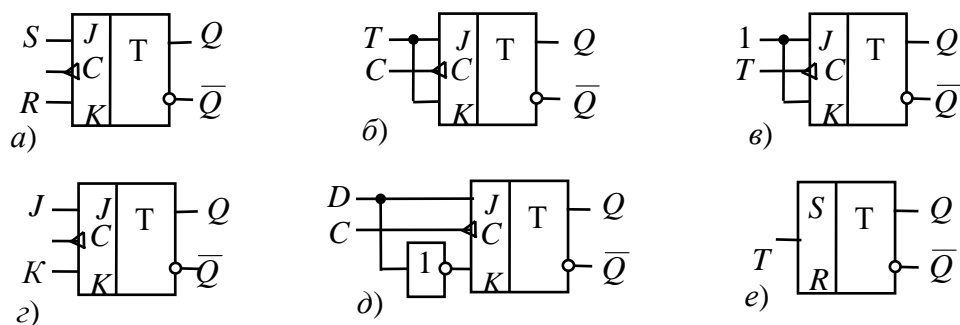 S J T Q
C
R K Q̅
а)
T J T Q
C C
K Q̅
б)
1 J T Q
T C
K Q̅
в)
J J T Q
C
К K Q̅
г)
D J T Q
C C
1 K Q̅
д)
S T Q
T
R Q̅
е)